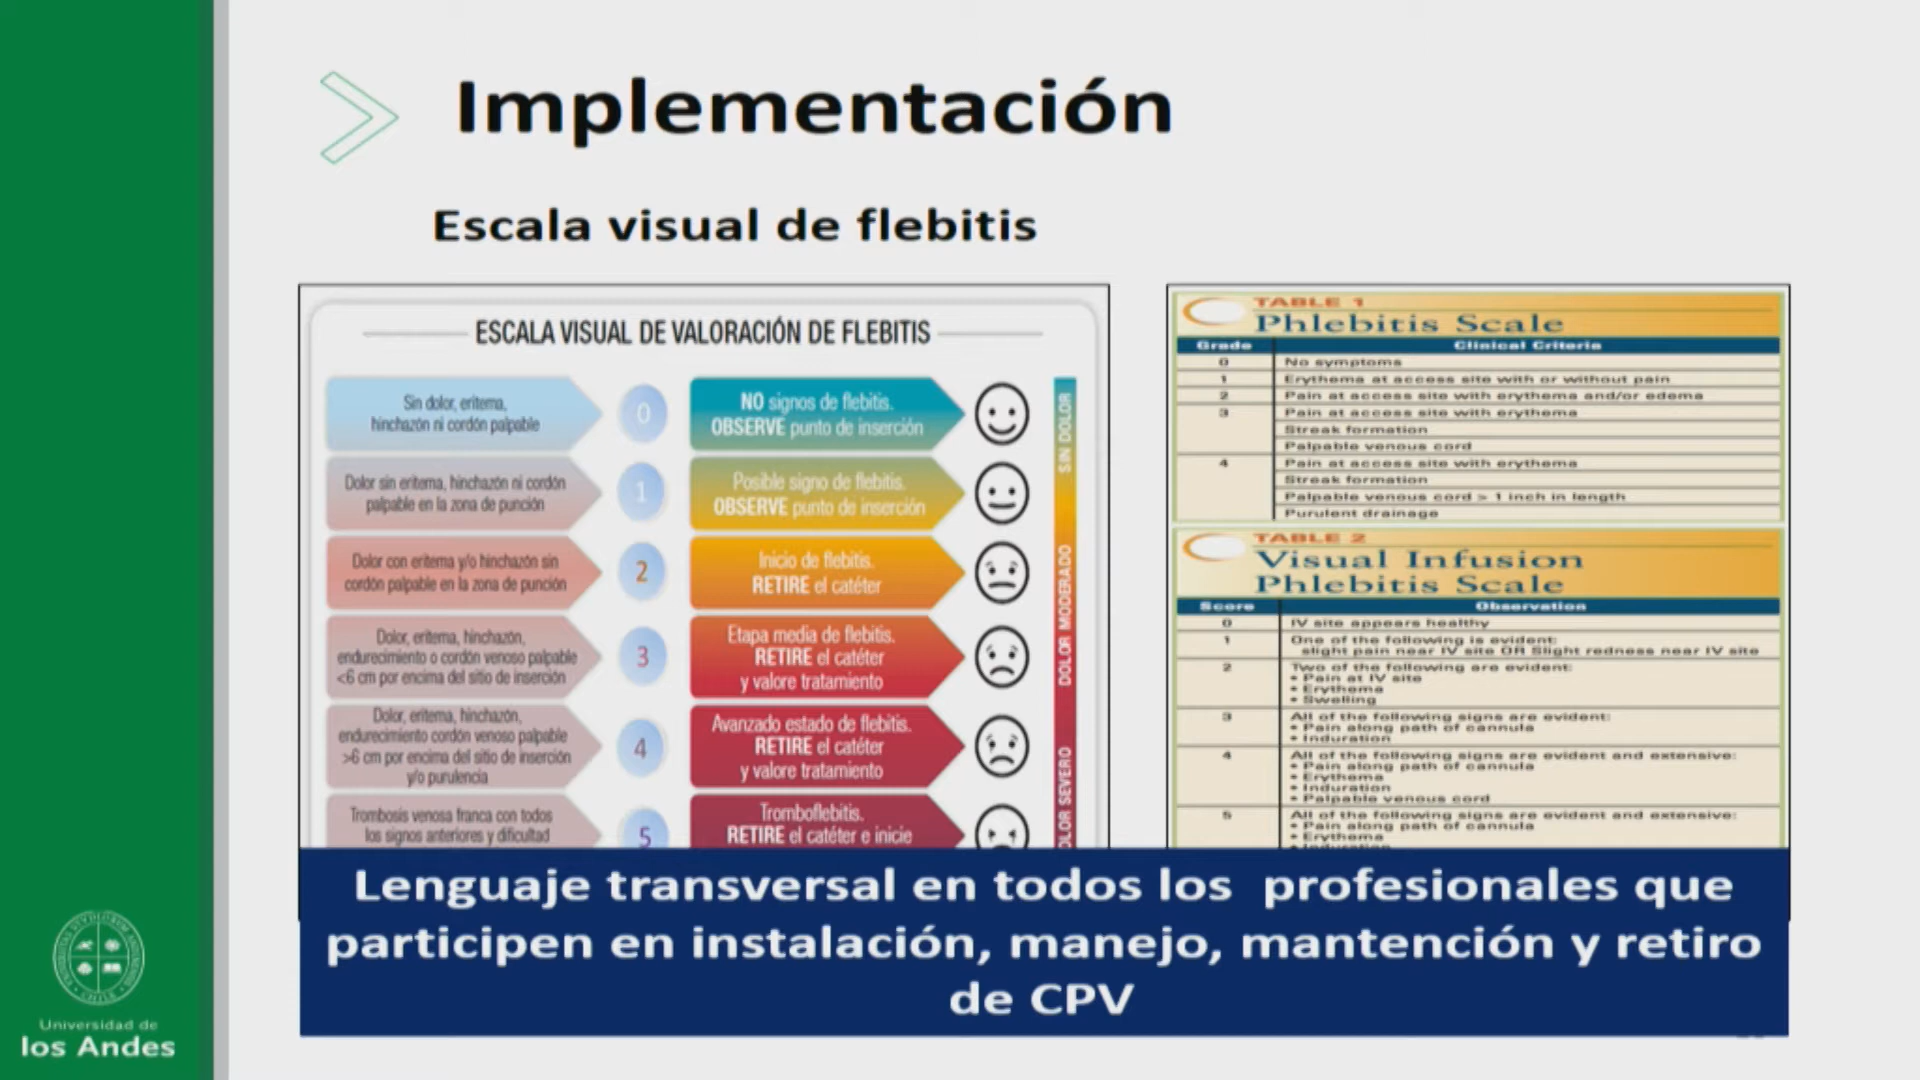 Implementación
Escala visual de flebitis
ESCALA VISUAL DE VALORACIÓN DE FLEBITIS
Sin dolor, eritema,
hinchazón ni cordón palpable
0
NO signos de flebitis.
OBSERVE punto de inserción
Dolor sin eritema, hinchazón ni cordón
palpable en la zona de punción
1
Posible signo de flebitis.
OBSERVE punto de inserción
Dolor con eritema y/o hinchazón sin
cordón palpable en la zona de punción
2
Inicio de flebitis.
RETIRE el catéter
Dolor, eritema, hinchazón,
endurecimiento o cordón venoso palpable
<6 cm por encima del sitio de inserción
3
Etapa media de flebitis.
RETIRE el catéter
y valore tratamiento
Dolor, eritema, hinchazón,
endurecimiento cordón venoso palpable
>6 cm por encima del sitio de inserción
y/o purulencia
4
Avanzado estado de flebitis.
RETIRE el catéter
y valore tratamiento
Trombosis venosa franca con todos
los signos anteriores y dificultad
5
Tromboflebitis.
RETIRE el catéter e inicie
SIN DOLOR
DOLOR MODERADO
DOLOR SEVERO
TABLE 1
Phlebitis Scale
Grade Clinical Criteria
0 No symptoms
1 Erythema at access site with or without pain
2 Pain at access site with erythema and/or edema
3 Pain at access site with erythema
Streak formation
Palpable venous cord
4 Pain at access site with erythema
Streak formation
Palpable venous cord > 1 inch in length
Purulent drainage
TABLE 2
Visual Infusion
Phlebitis Scale
Score Observation
0 IV site appears healthy
1 One of the following is evident:
slight pain near IV site OR Slight redness near IV site
2 Two of the following are evident:
• Pain at IV site
• Erythema
• Swelling
3 All of the following signs are evident:
• Pain along path of cannula
• Induration
4 All of the following signs are evident and extensive:
• Pain along path of cannula
• Erythema
• Induration
• Palpable venous cord
5 All of the following signs are evident and extensive:
• Pain along path of cannula
• Erythema
• Induration
Lenguaje transversal en todos los profesionales que
participen en instalación, manejo, mantención y retiro
de CPV
Universidad de
los Andes